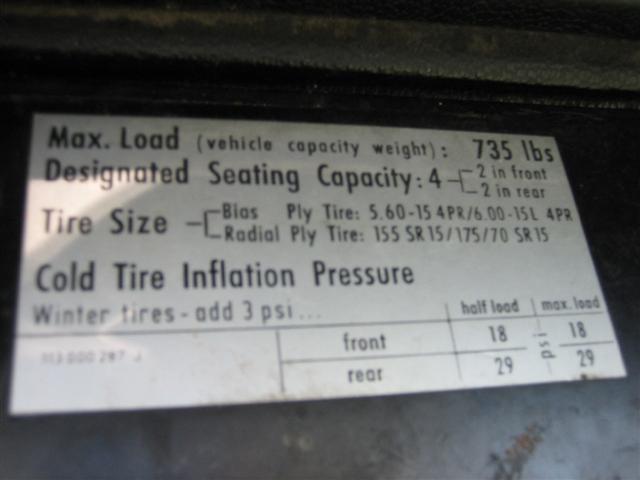 Max. Load (vehicle capacity weight): 735 lbs
Designated Seating Capacity: 4 2 in front
2 in rear
Tire Size Bias Ply Tire: 5.60-15 4PR/6.00-15L 4PR
Radial Ply Tire: 155 SR 15/175/70 SR 15
Cold Tire Inflation Pressure
Winter tires - add 3 psi...
half load max. load
front 18 psi 18
rear 29 29
113 000 287 J